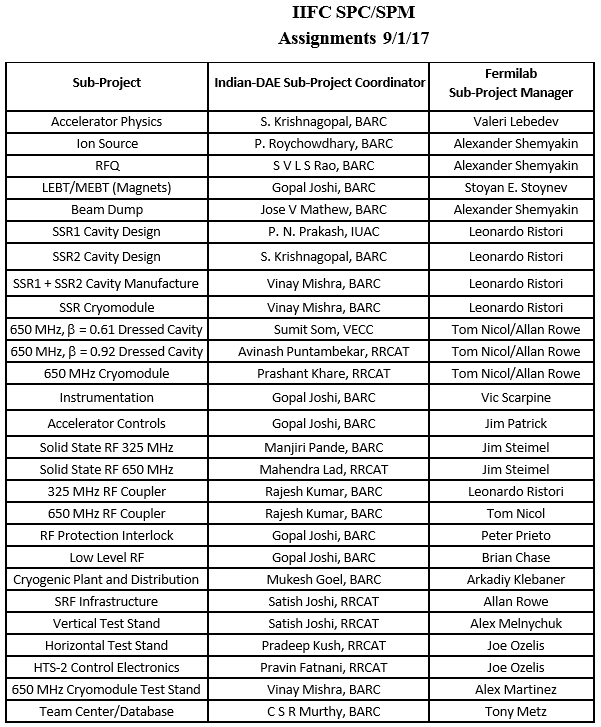 IIFC SPC/SPM
Assignments 9/1/17
Sub-Project Indian-DAE Sub-Project Coordinator Fermilab Sub-Project Manager
Accelerator Physics S. Krishnagopal, BARC Valeri Lebedev
Ion Source P. Roychowdhary, BARC Alexander Shemyakin
RFQ S V L S Rao, BARC Alexander Shemyakin
LEBT/MEBT (Magnets) Gopal Joshi, BARC Stoyan E. Stoynev
Beam Dump Jose V Mathew, BARC Alexander Shemyakin
SSR1 Cavity Design P. N. Prakash, IUAC Leonardo Ristori
SSR2 Cavity Design S. Krishnagopal, BARC Leonardo Ristori
SSR1 + SSR2 Cavity Manufacture Vinay Mishra, BARC Leonardo Ristori
SSR Cryomodule Vinay Mishra, BARC Leonardo Ristori
650 MHz, β = 0.61 Dressed Cavity Sumit Som, VECC Tom Nicol/Allan Rowe
650 MHz, β = 0.92 Dressed Cavity Avinash Puntambekar, RRCAT Tom Nicol/Allan Rowe
650 MHz Cryomodule Prashant Khare, RRCAT Tom Nicol/Allan Rowe
Instrumentation Gopal Joshi, BARC Vic Scarpine
Accelerator Controls Gopal Joshi, BARC Jim Patrick
Solid State RF 325 MHz Manjiri Pande, BARC Jim Steimel
Solid State RF 650 MHz Mahendra Lad, RRCAT Jim Steimel
325 MHz RF Coupler Rajesh Kumar, BARC Leonardo Ristori
650 MHz RF Coupler Rajesh Kumar, BARC Tom Nicol
RF Protection Interlock Gopal Joshi, BARC Peter Prieto
Low Level RF Gopal Joshi, BARC Brian Chase
Cryogenic Plant and Distribution Mukesh Goel, BARC Arkadiy Klebaner
SRF Infrastructure Satish Joshi, RRCAT Allan Rowe
Vertical Test Stand Satish Joshi, RRCAT Alex Melnychuk
Horizontal Test Stand Pradeep Kush, RRCAT Joe Ozelis
HTS-2 Control Electronics Pravin Fatnani, RRCAT Joe Ozelis
650 MHz Cryomodule Test Stand Vinay Mishra, BARC Alex Martinez
Team Center/Database C S R Murthy, BARC Tony Metz